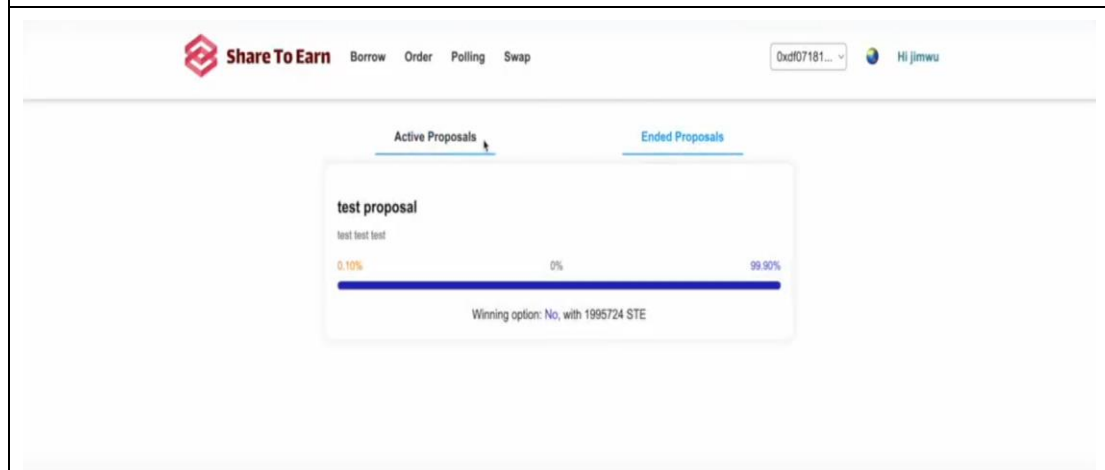 Share To Earn Borrow Order Polling Swap 0xdf07181... Hi jimwu
Active Proposals Ended Proposals
test proposal
test test test
0.10% 0% 99.90%
Winning option: No, with 1995724 STE